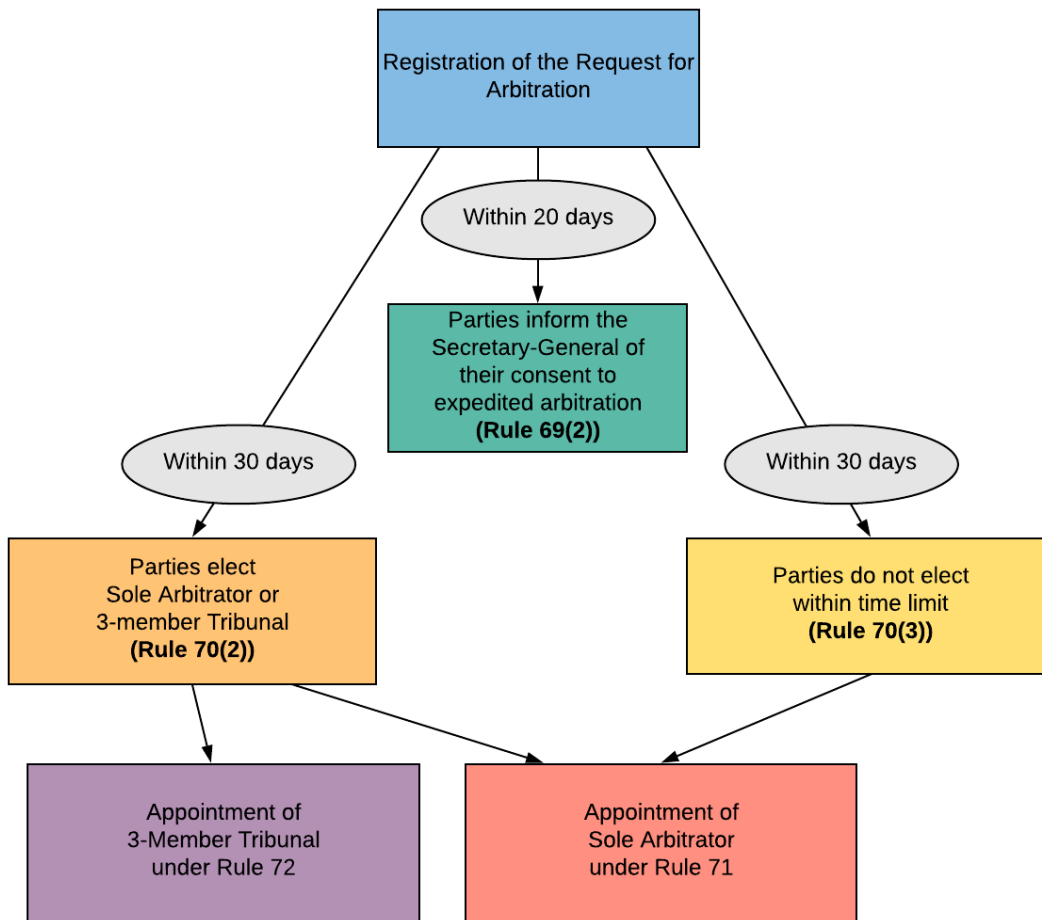 Registration of the Request for
Arbitration
Within 20 days
Parties inform the
Secretary-General of
their consent to
expedited arbitration
(Rule 69(2))
Within 30 days
Within 30 days
Parties elect
Sole Arbitrator or
3-member Tribunal
(Rule 70(2))
Parties do not elect
within time limit
(Rule 70(3))
Appointment of
3-Member Tribunal
under Rule 72
Appointment of
Sole Arbitrator
under Rule 71